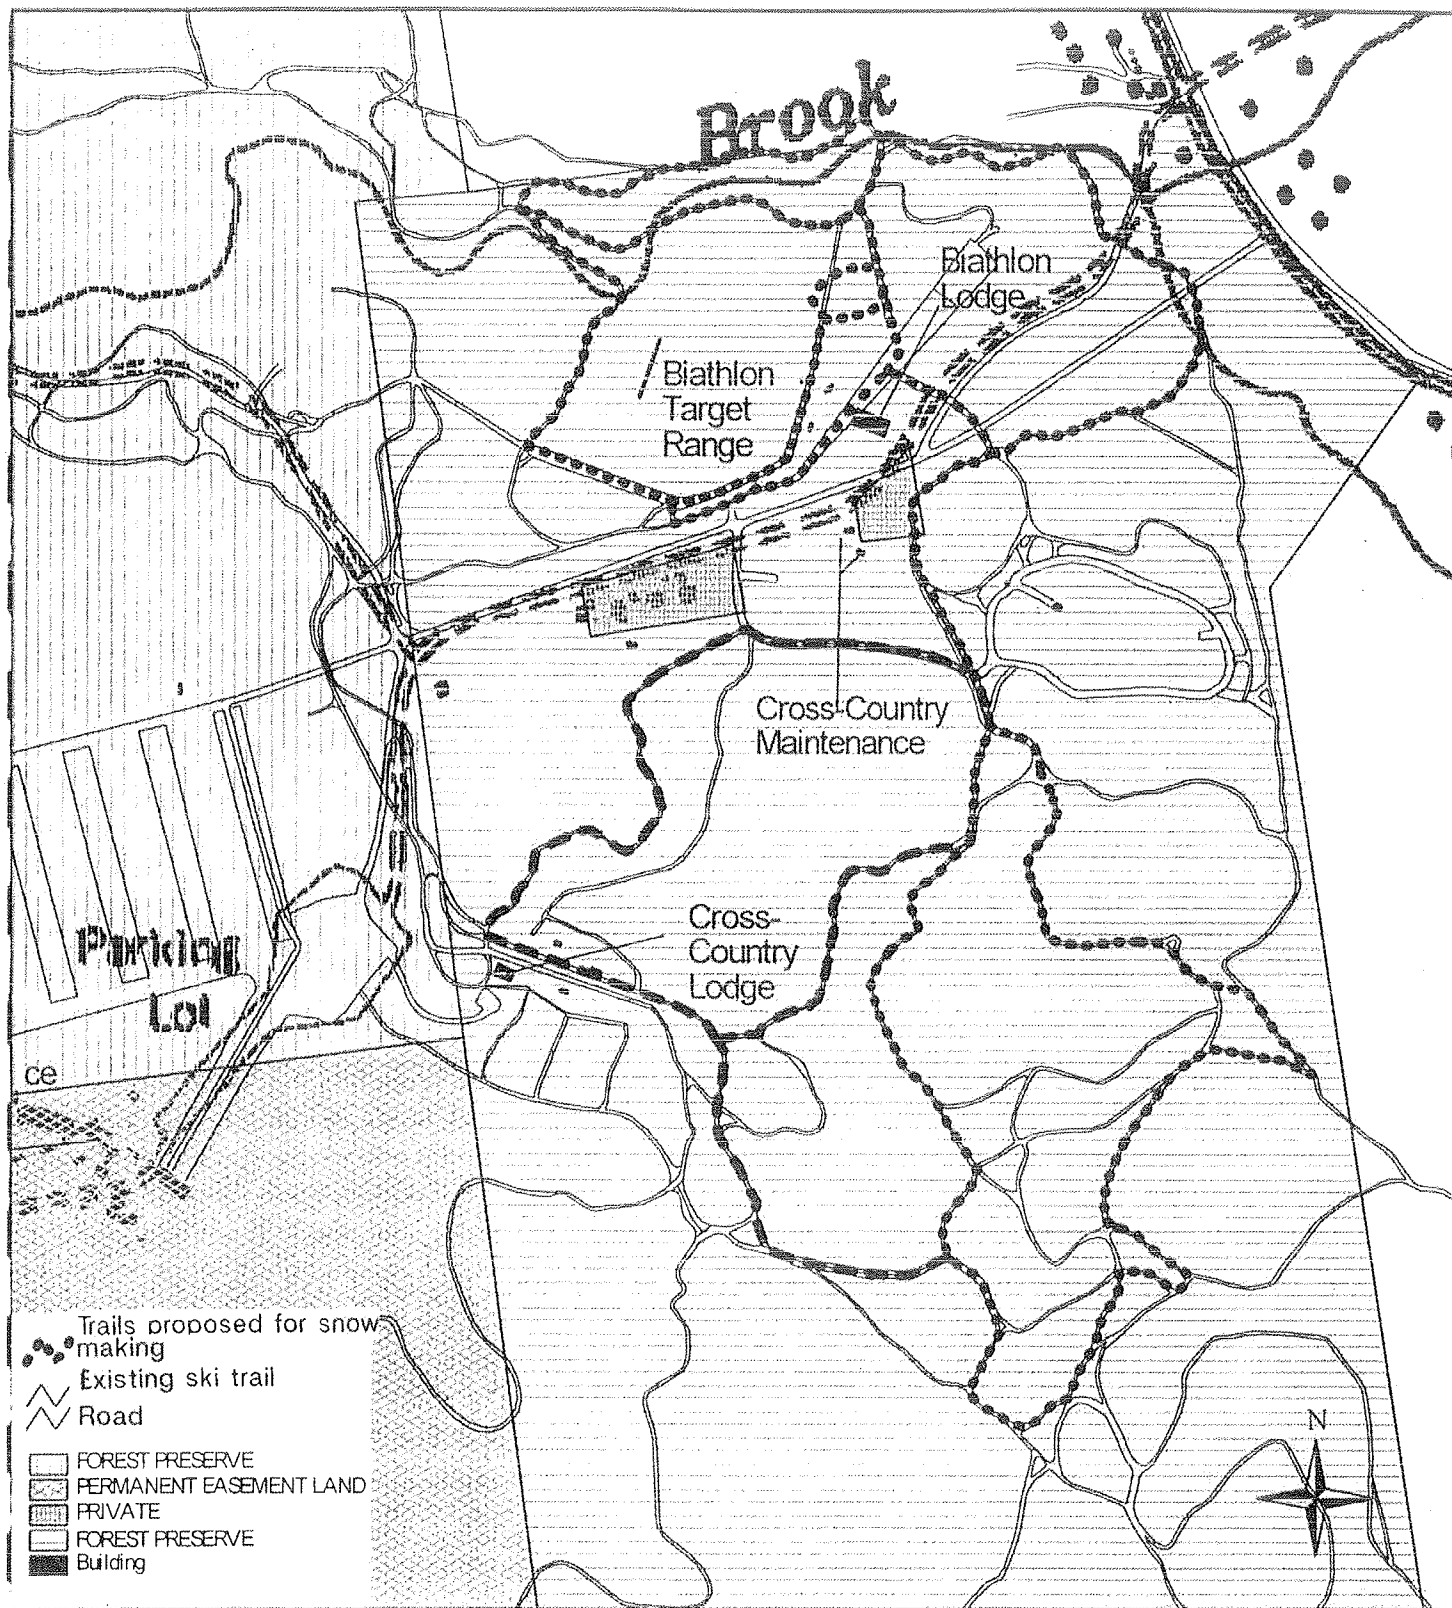 Brook
Biathlon
Lodge
Biathlon
Target
Range
Cross-Country
Maintenance
Cross-
Country
Lodge
Parking
Lot
ce
Trails proposed for snow
making
Existing ski trail
Road
FOREST PRESERVE
PERMANENT EASEMENT LAND
PRIVATE
FOREST PRESERVE
Building
N